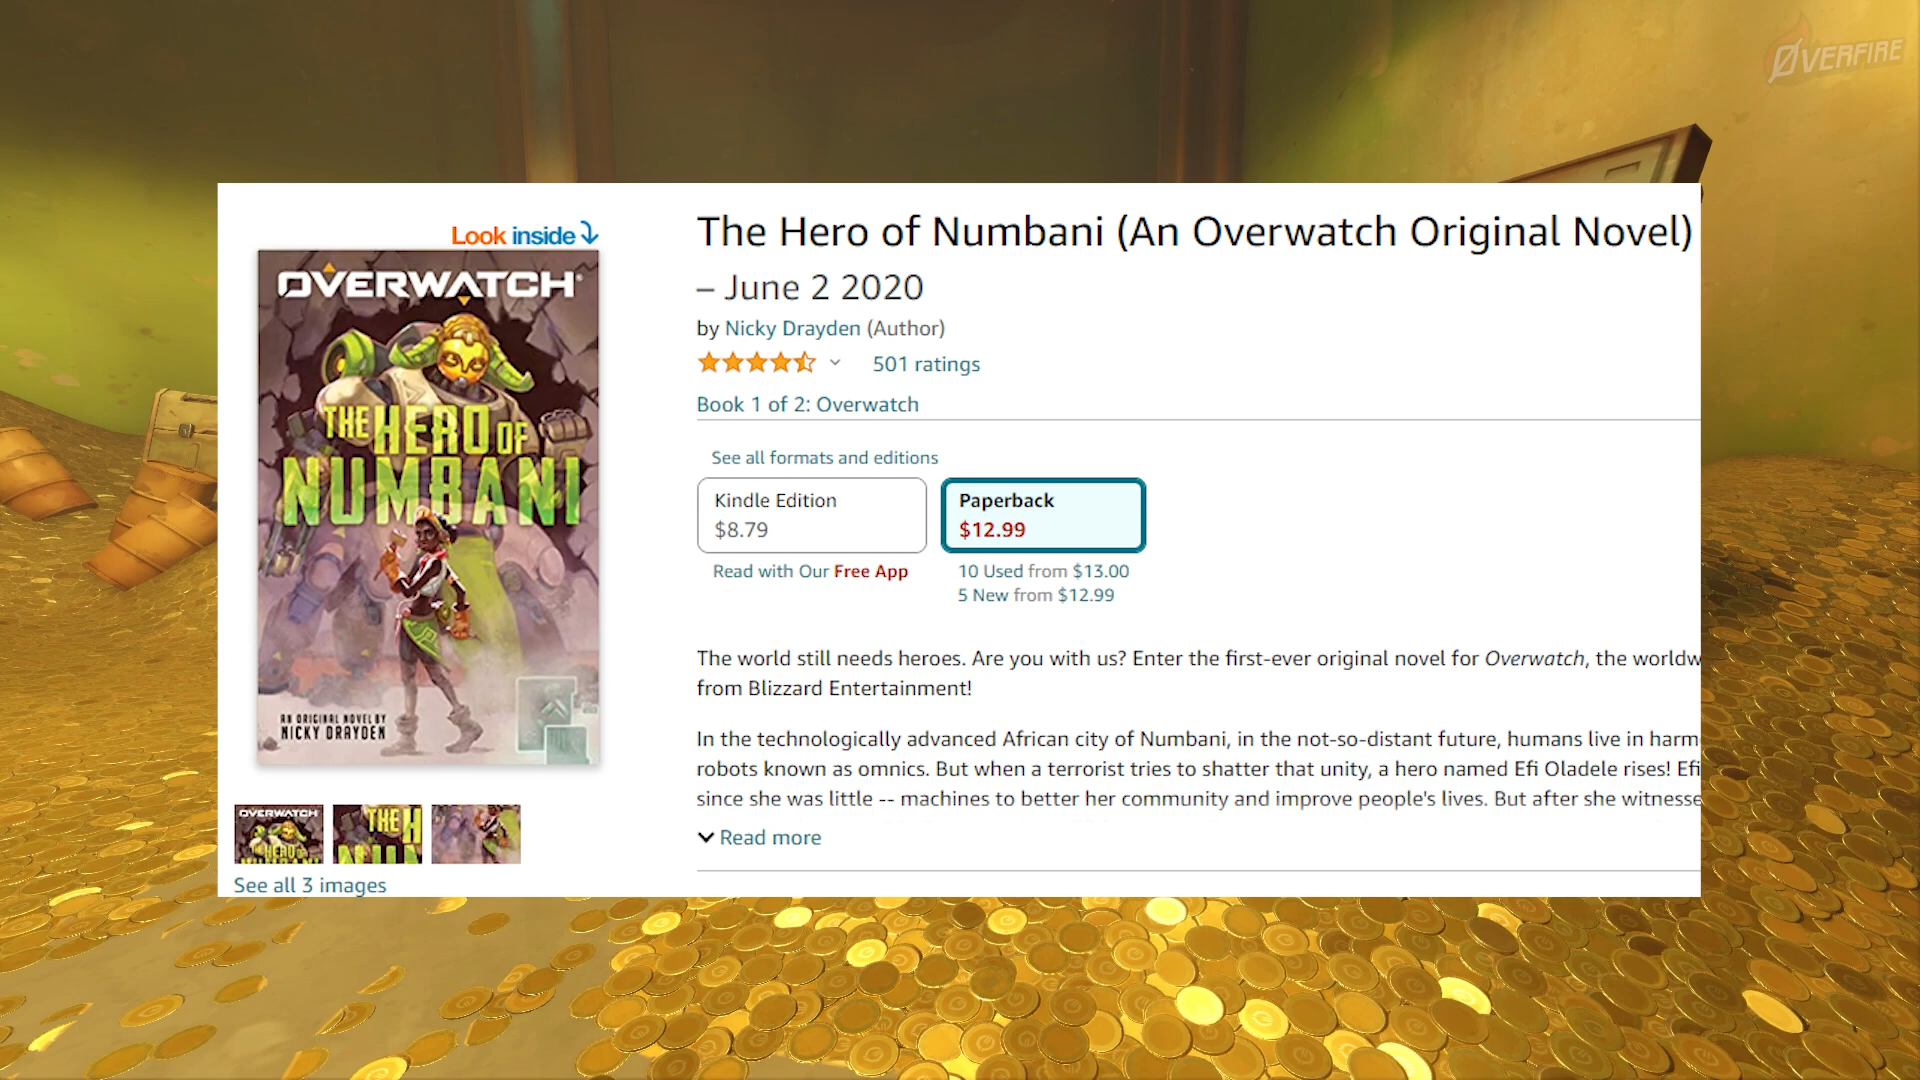 ØVERFIRE
Look inside
OVERWATCH
THE HERO OF
NUMBANI
AN ORIGINAL NOVEL BY
NICKY DRAYDEN
See all 3 images
The Hero of Numbani (An Overwatch Original Novel)
– June 2 2020
by Nicky Drayden (Author)
501 ratings
Book 1 of 2: Overwatch
See all formats and editions
Kindle Edition
$8.79
Read with Our Free App
Paperback
$12.99
10 Used from $13.00
5 New from $12.99
The world still needs heroes. Are you with us? Enter the first-ever original novel for Overwatch, the worldw
from Blizzard Entertainment!
In the technologically advanced African city of Numbani, in the not-so-distant future, humans live in harm
robots known as omnics. But when a terrorist tries to shatter that unity, a hero named Efi Oladele rises! Efi
since she was little -- machines to better her community and improve people's lives. But after she witnesse
Read more